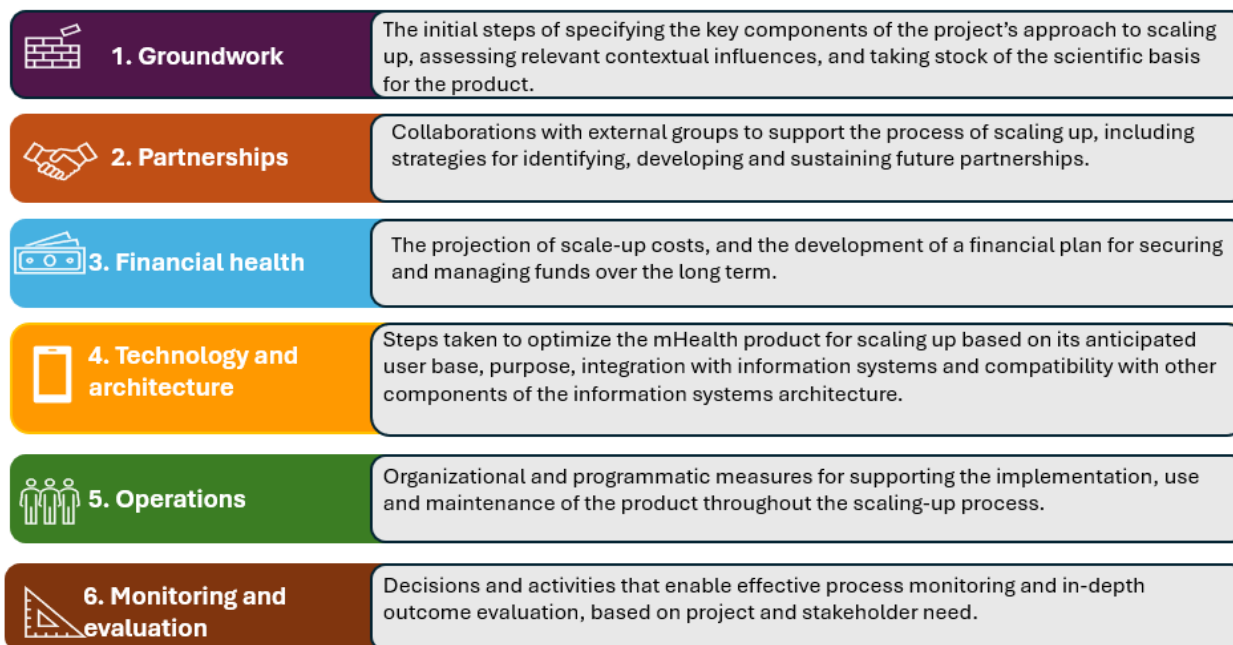 1. Groundwork
The initial steps of specifying the key components of the project's approach to scaling
up, assessing relevant contextual influences, and taking stock of the scientific basis
for the product.
2. Partnerships
Collaborations with external groups to support the process of scaling up, including
strategies for identifying, developing and sustaining future partnerships.
3. Financial health
The projection of scale-up costs, and the development of a financial plan for securing
and managing funds over the long term.
4. Technology and
architecture
Steps taken to optimize the mHealth product for scaling up based on its anticipated
user base, purpose, integration with information systems and compatibility with other
components of the information systems architecture.
5. Operations
Organizational and programmatic measures for supporting the implementation, use
and maintenance of the product throughout the scaling-up process.
6. Monitoring and
evaluation
Decisions and activities that enable effective process monitoring and in-depth
outcome evaluation, based on project and stakeholder need.